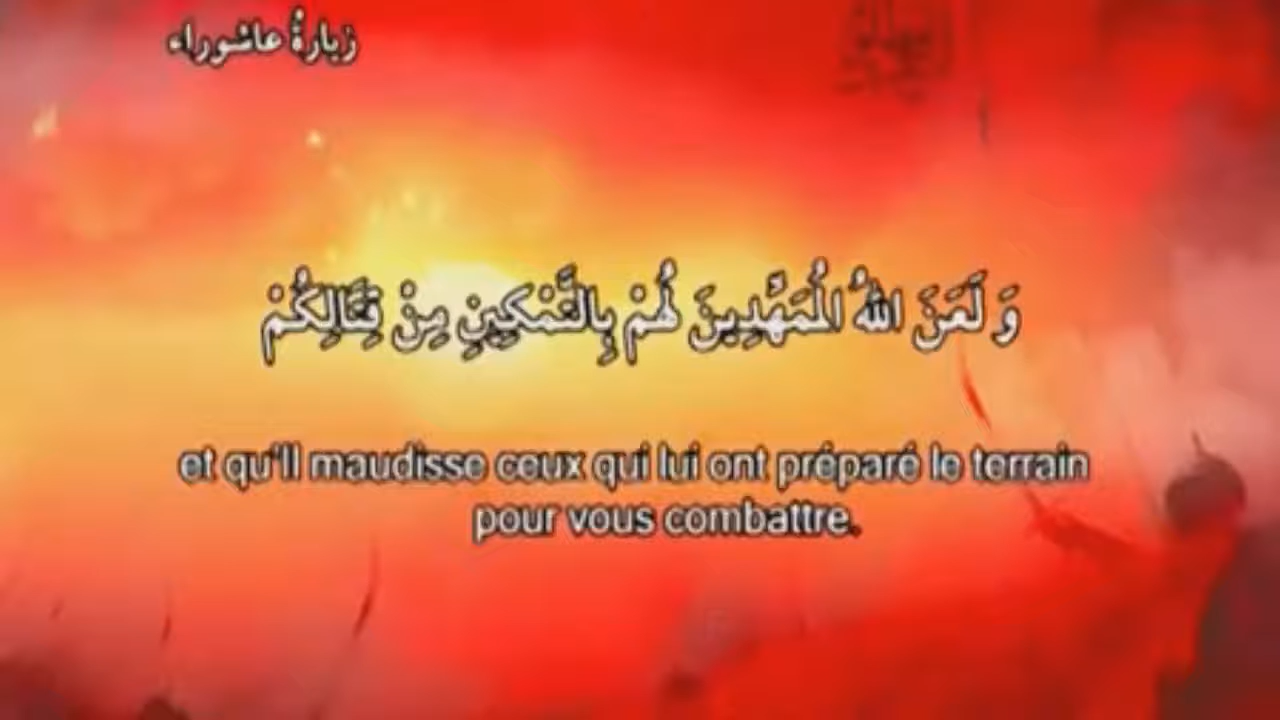 زيارةُ عاشوراء
وَ لَعَنَ اللهُ الْمُمَهِّدِينَ لَهُمْ بِالتَّمْكِينِ مِنْ قِتَالِكُمْ
et qu'Il maudisse ceux qui lui ont préparé le terrain
pour vous combattre.